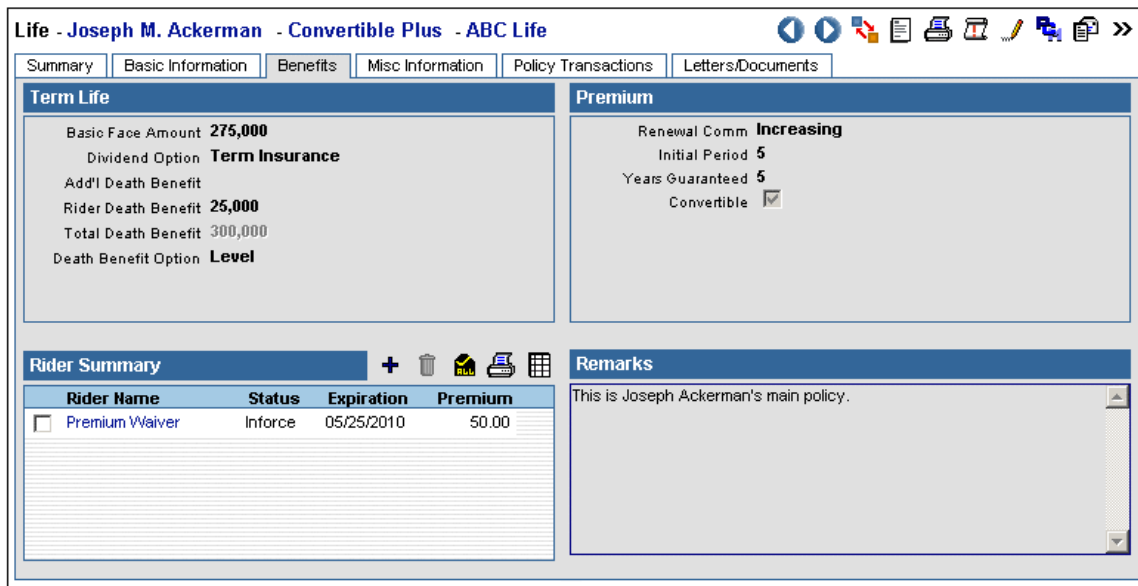 Life - Joseph M. Ackerman - Convertible Plus - ABC Life
Summary Basic Information Benefits Misc Information Policy Transactions Letters/Documents
Term Life
Basic Face Amount 275,000
Dividend Option Term Insurance
Add'l Death Benefit
Rider Death Benefit 25,000
Total Death Benefit 300,000
Death Benefit Option Level
Premium
Renewal Comm Increasing
Initial Period 5
Years Guaranteed 5
Convertible
Rider Summary
ALL
Rider Name Status Expiration Premium
Premium Waiver Inforce 05/25/2010 50.00
Remarks
This is Joseph Ackerman's main policy.